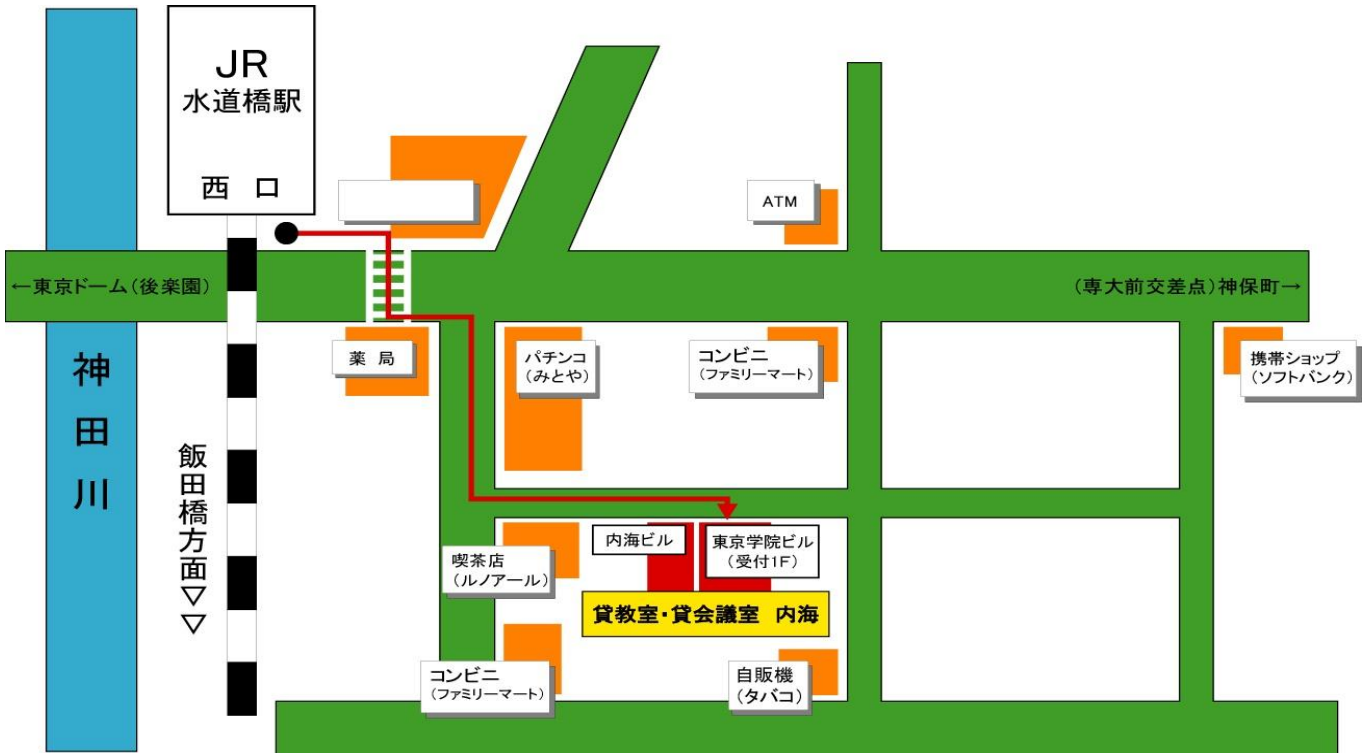 JR
水道橋駅
西 口
ATM
←東京ドーム(後楽園)
(専大前交差点)神保町→
薬 局
パチンコ
(みとや)
コンビニ
(ファミリーマート)
携帯ショップ
(ソフトバンク)
神田川
飯田橋方面▽▽
内海ビル
東京学院ビル
(受付1F)
喫茶店
(ルノアール)
貸教室・貸会議室 内海
コンビニ
(ファミリーマート)
自販機
(タバコ)